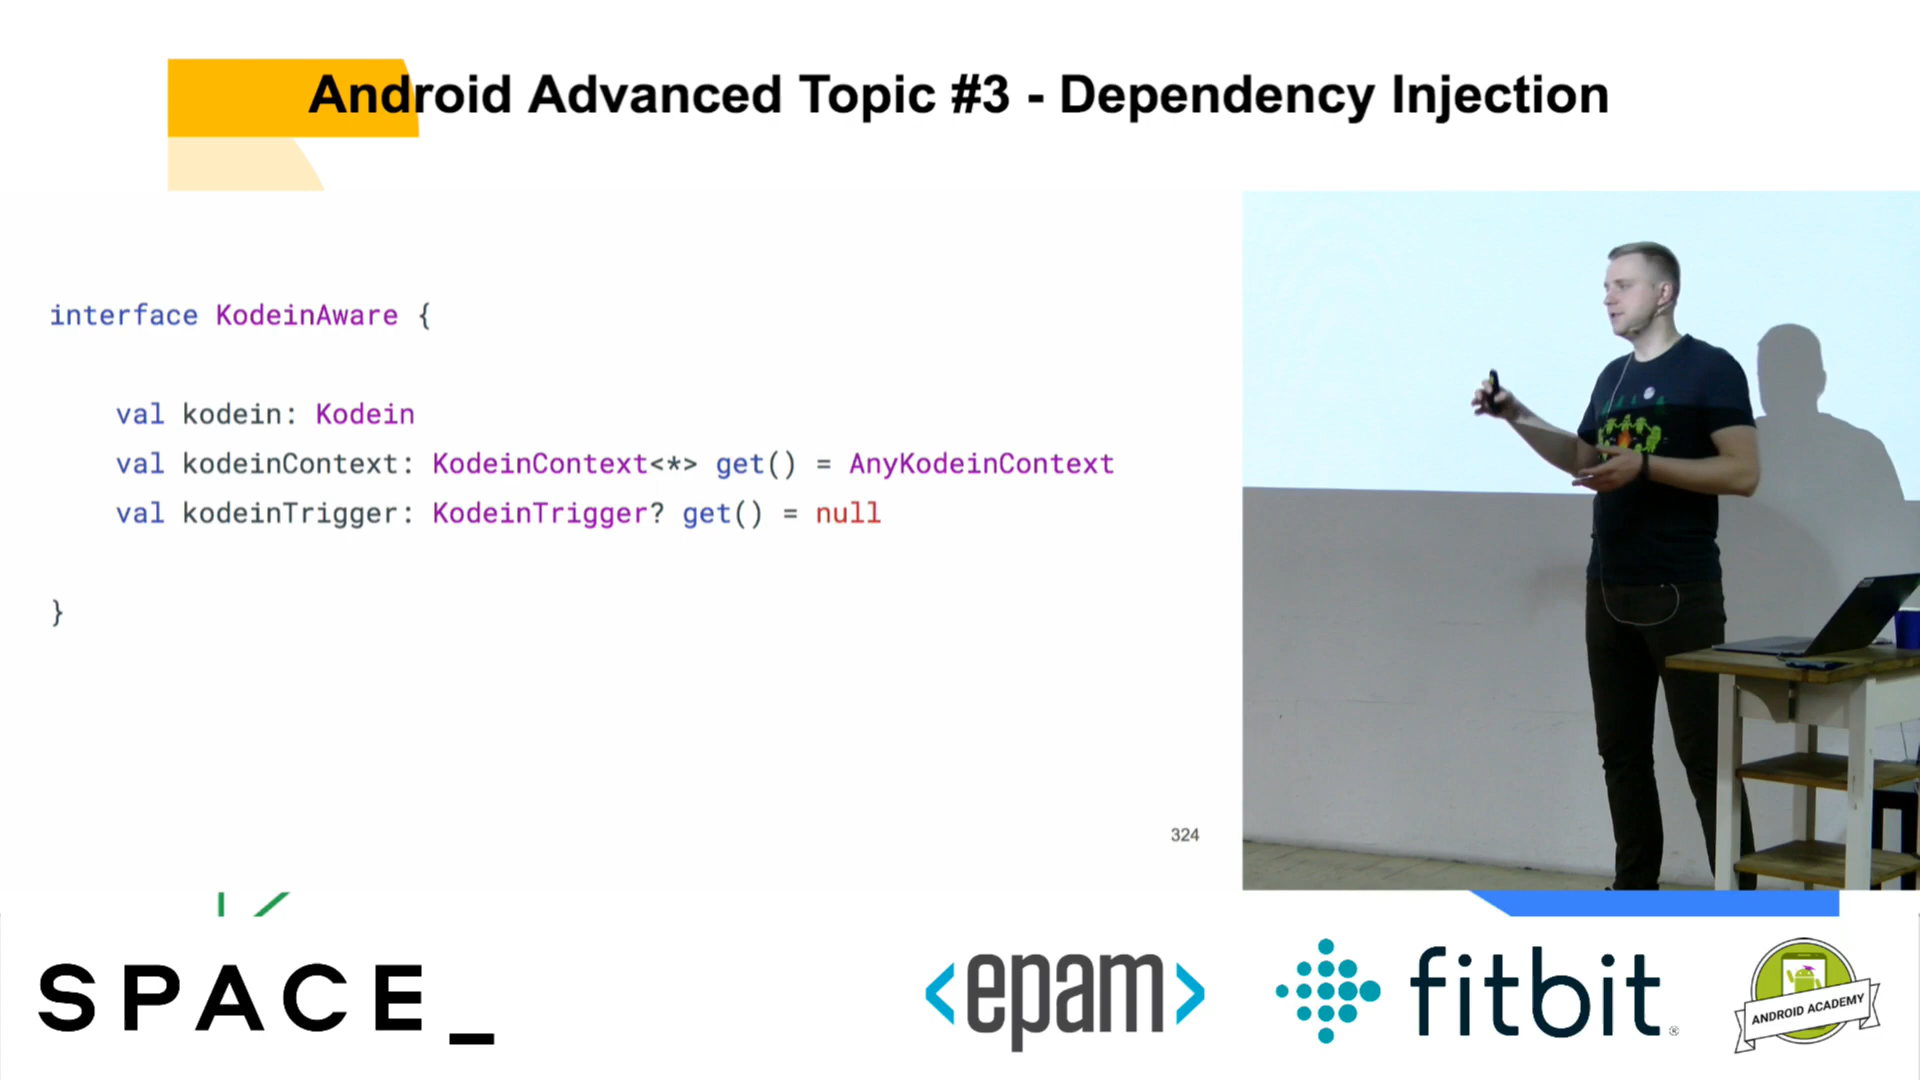 Android Advanced Topic #3 - Dependency Injection
interface KodeinAware {
val kodein: Kodein
val kodeinContext: KodeinContext<*> get() = AnyKodeinContext
val kodeinTrigger: KodeinTrigger? get() = null
}
324
SPACE_
<epam>
fitbit®
ANDROID ACADEMY